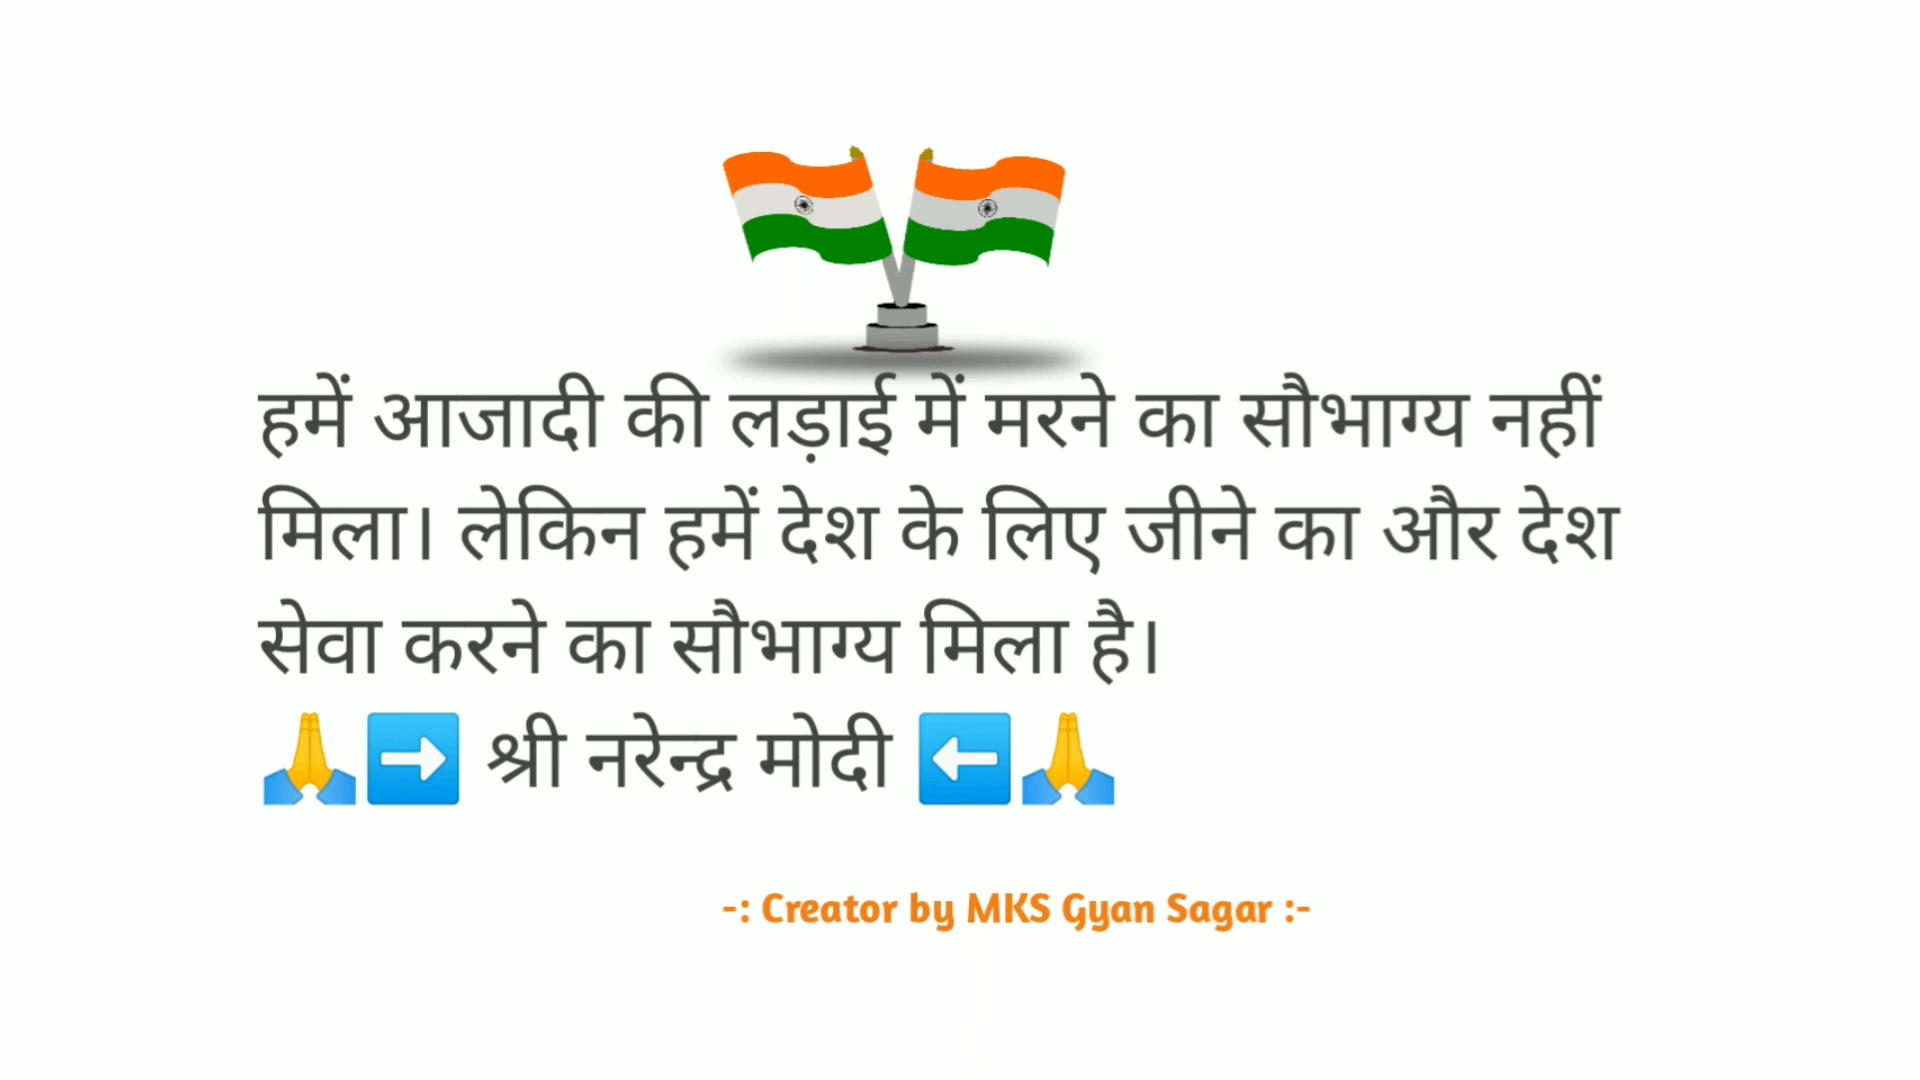 हमें आजादी की लड़ाई में मरने का सौभाग्य नहीं
मिला। लेकिन हमें देश के लिए जीने का और देश
सेवा करने का सौभाग्य मिला है।
🙏➡️ श्री नरेन्द्र मोदी ⬅️🙏
-: Creator by MKS Gyan Sagar :-